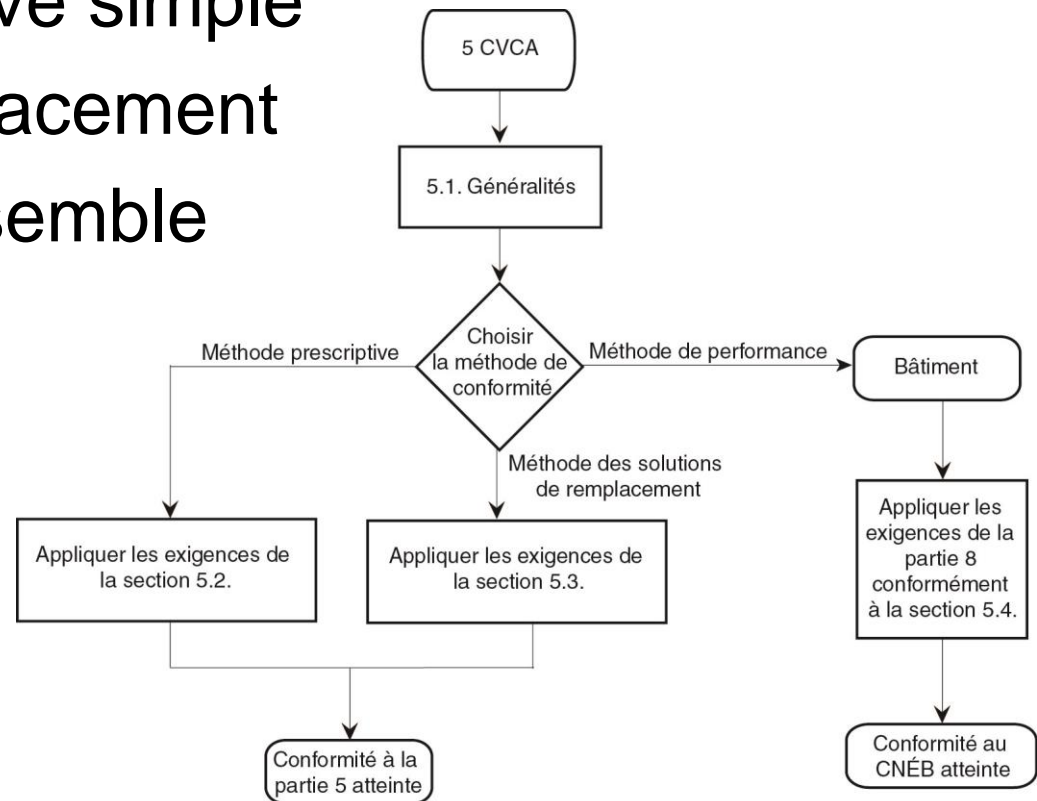 ve simple
acement
semble
5 CVCA
5.1. Généralités
Choisir
la méthode de
conformité
Méthode prescriptive
Méthode de performance
Bâtiment
Méthode des solutions
de remplacement
Appliquer les exigences de
la section 5.2.
Appliquer les exigences de
la section 5.3.
Appliquer les
exigences de la
partie 8
conformément
à la section 5.4.
Conformité à la
partie 5 atteinte
Conformité au
CNÉB atteinte